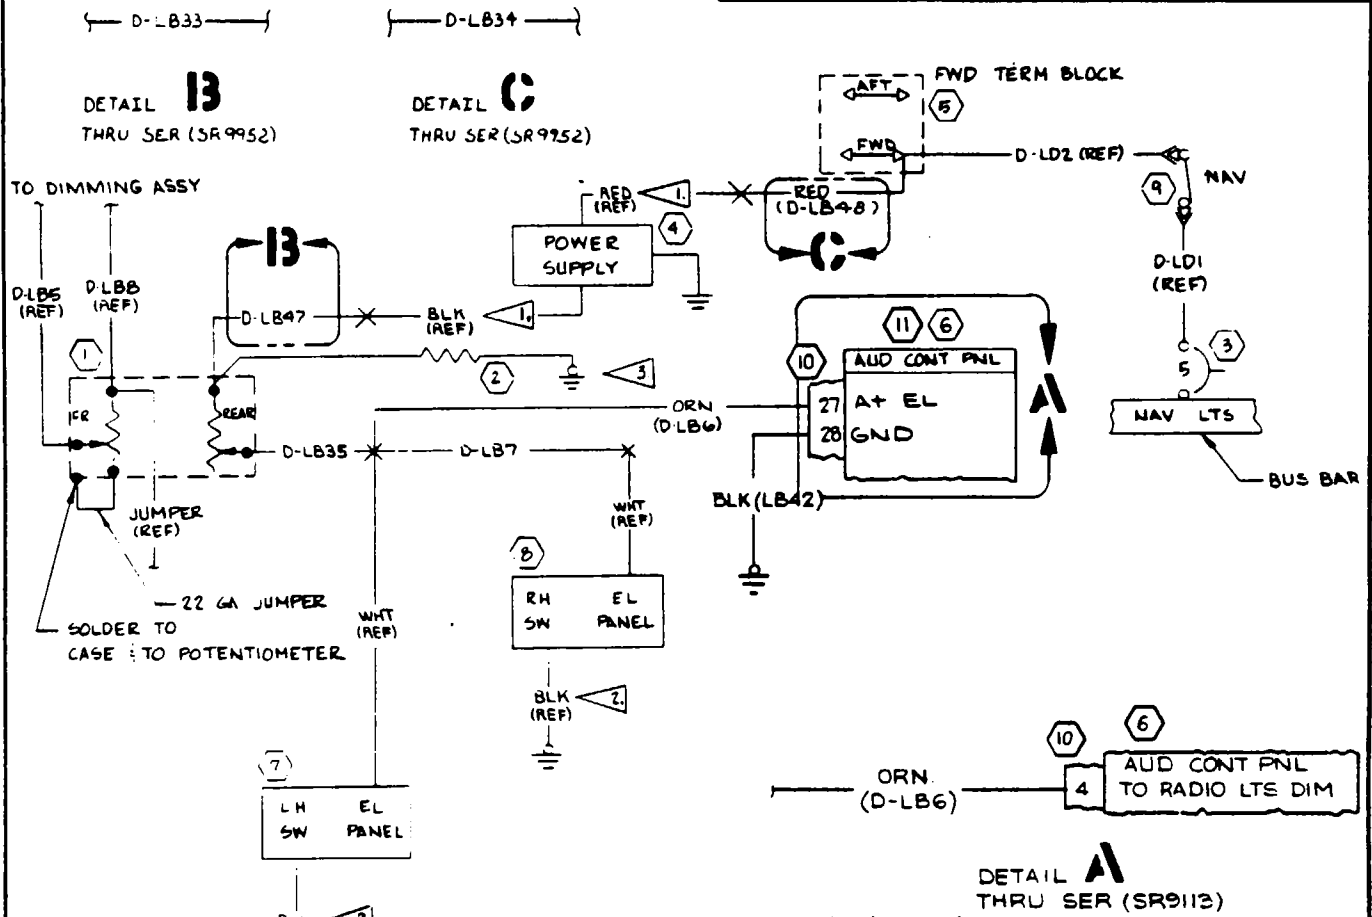 D-LB33
D-LB34
DETAIL B
THRU SER (SR9952)
DETAIL C
THRU SER (SR9952)
AFT
FWD TERM BLOCK
5
FWD
D-LD2 (REF)
NAV
9
TO DIMMING ASSY
RED
(REF)
1.
RED
(D-LB48)
4
B
C
POWER
SUPPLY
D-LB5
(REF)
D-LB8
(REF)
D-LD1
(REF)
D-LB47
BLK
(REF)
1.
1
2
3
11
6
10
AUD CONT PNL
A
3
5
IFR
REAR
ORN
(D-LB6)
27
A+ EL
28
GND
NAV LTS
D-LB35
D-LB7
BUS BAR
BLK (LB42)
JUMPER
(REF)
WHT
(REF)
8
22 GA JUMPER
RH EL
SW PANEL
WHT
(REF)
SOLDER TO
CASE & TO POTENTIOMETER
BLK
(REF)
2.
7
LH EL
SW PANEL
10
6
ORN.
(D-LB6)
4
AUD CONT PNL
TO RADIO LTS DIM
DETAIL A
THRU SER (SR9113)